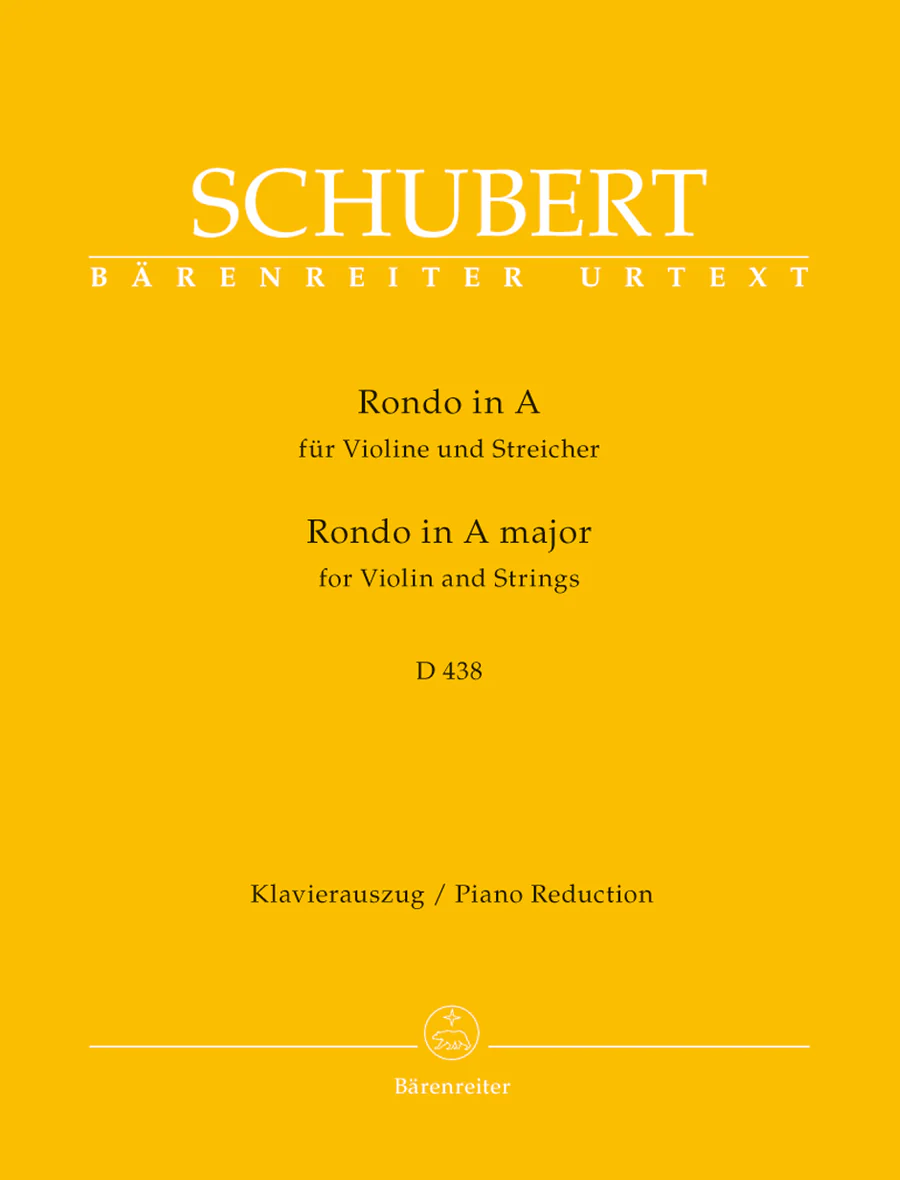 SCHUBERT
BÄRENREITER URTEXT
Rondo in A
für Violine und Streicher
Rondo in A major
for Violin and Strings
D 438
Klavierauszug / Piano Reduction
Bärenreiter